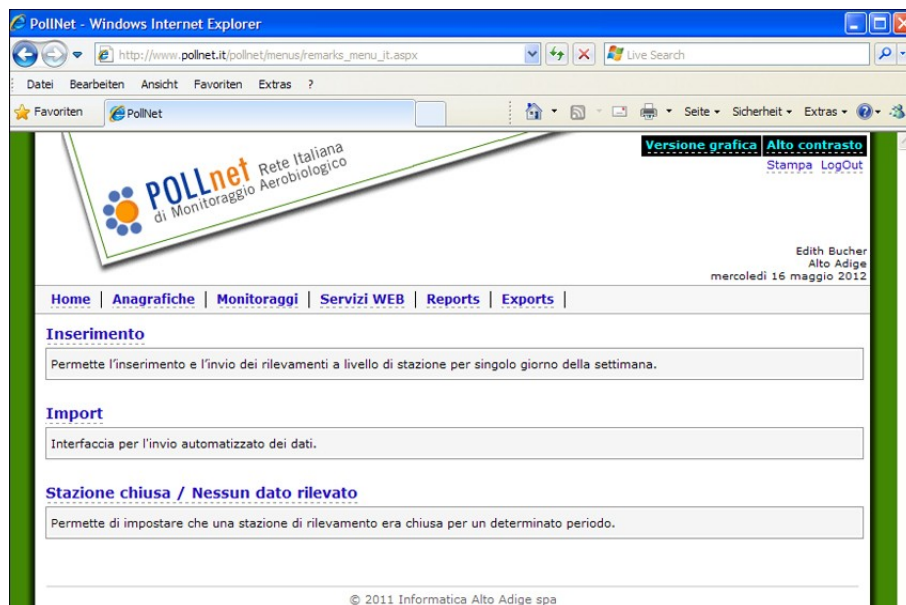 PollNet - Windows Internet Explorer
http://www.pollnet.it/pollnet/menus/remarks_menu_it.aspx
Live Search
Datei Bearbeiten Ansicht Favoriten Extras ?
Favoriten PollNet Seite Sicherheit Extras
Versione grafica Alto contrasto
Stampa LogOut
POLLnet Rete Italiana
di Monitoraggio Aerobiologico
Edith Bucher
Alto Adige
mercoledì 16 maggio 2012
Home | Anagrafiche | Monitoraggi | Servizi WEB | Reports | Exports |
Inserimento
Permette l'inserimento e l'invio dei rilevamenti a livello di stazione per singolo giorno della settimana.
Import
Interfaccia per l'invio automatizzato dei dati.
Stazione chiusa / Nessun dato rilevato
Permette di impostare che una stazione di rilevamento era chiusa per un determinato periodo.
© 2011 Informatica Alto Adige spa